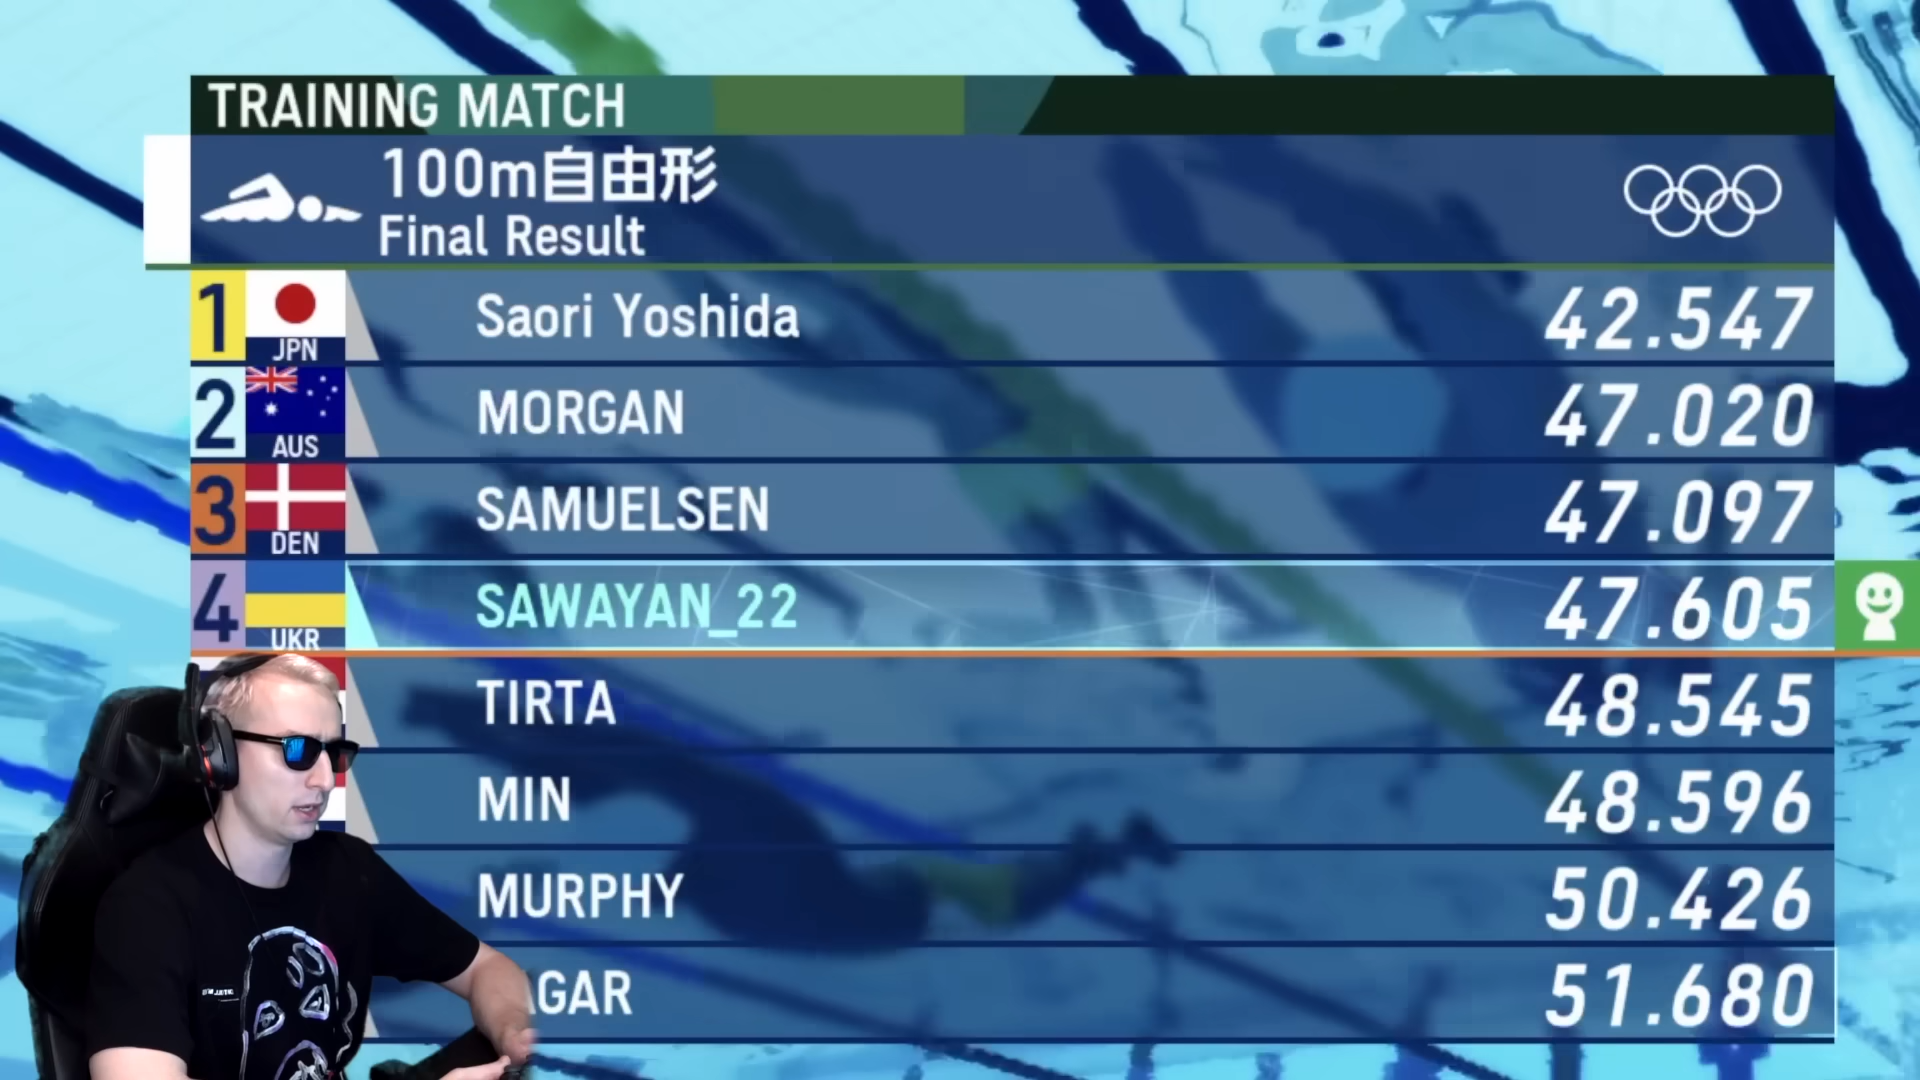 TRAINING MATCH
100m自由形
Final Result
1 JPN Saori Yoshida 42.547
2 AUS MORGAN 47.020
3 DEN SAMUELSEN 47.097
4 UKR SAWAYAN_22 47.605
TIRTA 48.545
MIN 48.596
MURPHY 50.426
AGAR 51.680